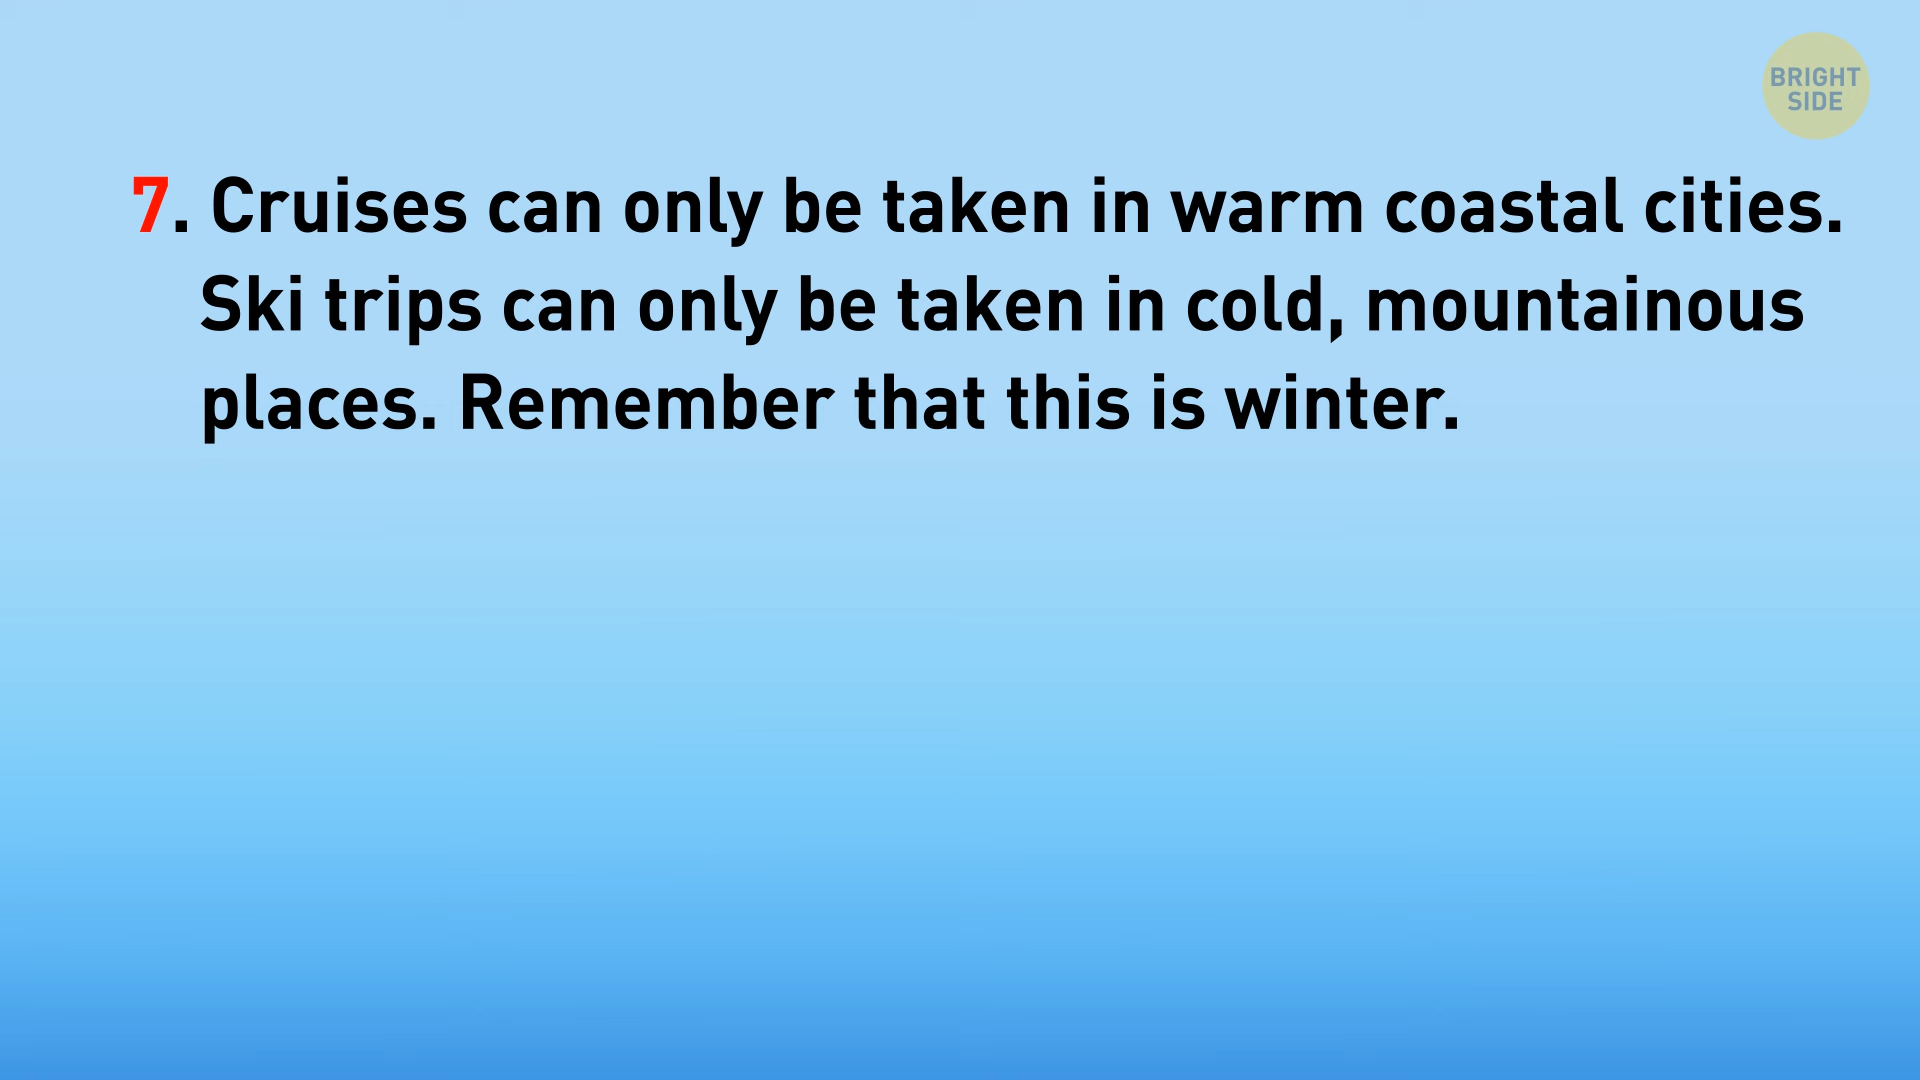 BRIGHT
SIDE
7. Cruises can only be taken in warm coastal cities.
Ski trips can only be taken in cold, mountainous
places. Remember that this is winter.